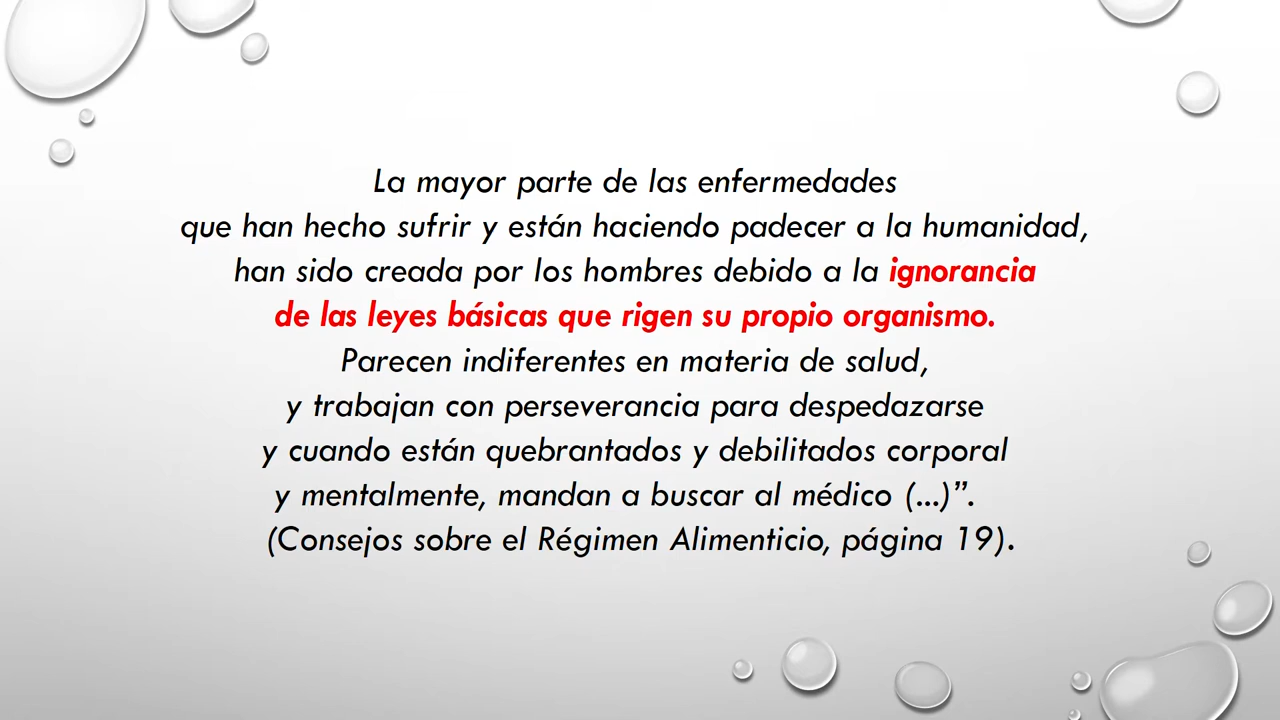 La mayor parte de las enfermedades
que han hecho sufrir y están haciendo padecer a la humanidad,
han sido creada por los hombres debido a la ignorancia
de las leyes básicas que rigen su propio organismo.
Parecen indiferentes en materia de salud,
y trabajan con perseverancia para despedazarse
y cuando están quebrantados y debilitados corporal
y mentalmente, mandan a buscar al médico (...)”.
(Consejos sobre el Régimen Alimenticio, página 19).